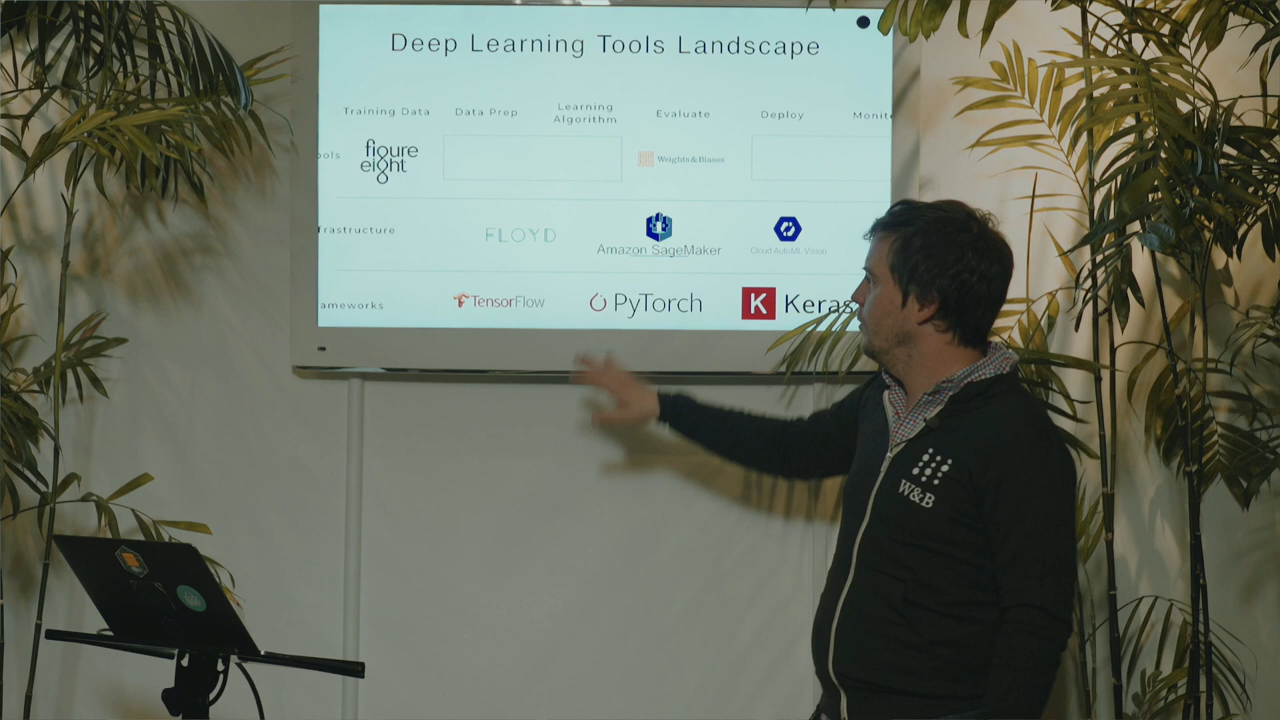 Deep Learning Tools Landscape
Training Data
Data Prep
Learning
Algorithm
Evaluate
Deploy
Monit
ools
figure
eight
Weights & Biases
frastructure
FLOYD
Amazon SageMaker
Cloud AutoML Vision
ameworks
TensorFlow
PyTorch
K Keras
W&B